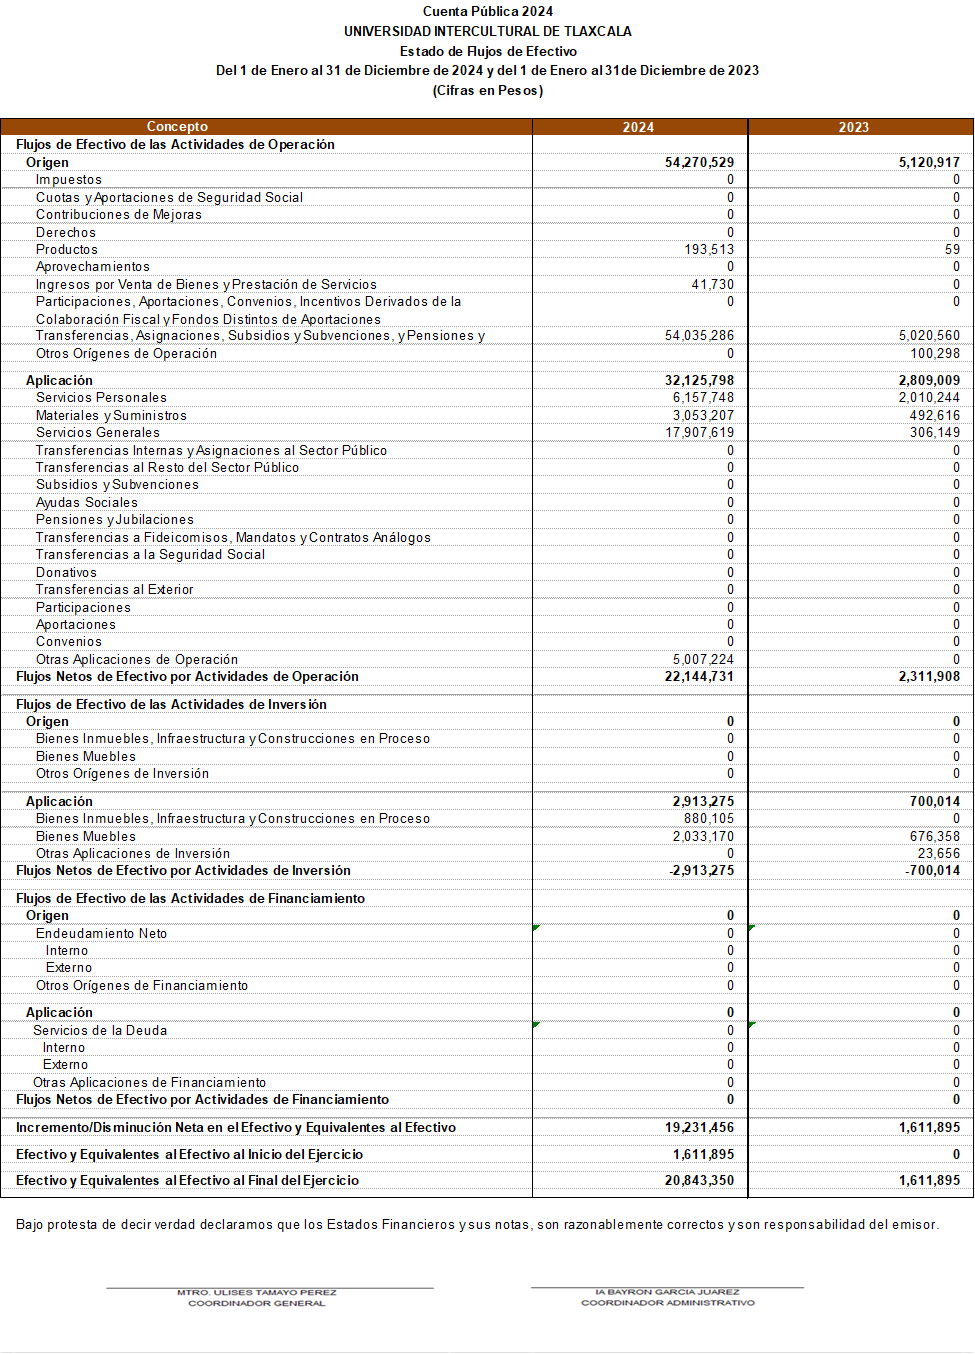 Cuenta Pública 2024
UNIVERSIDAD INTERCULTURAL DE TLAXCALA
Estado de Flujos de Efectivo
Del 1 de Enero al 31 de Diciembre de 2024 y del 1 de Enero al 31 de Diciembre de 2023
(Cifras en Pesos)
Concepto 2024 2023
Flujos de Efectivo de las Actividades de Operación
Origen 54,270,529 5,120,917
Impuestos 0 0
Cuotas y Aportaciones de Seguridad Social 0 0
Contribuciones de Mejoras 0 0
Derechos 0 0
Productos 193,513 59
Aprovechamientos 0 0
Ingresos por Venta de Bienes y Prestación de Servicios 41,730 0
Participaciones, Aportaciones, Convenios, Incentivos Derivados de la 0 0
Colaboración Fiscal y Fondos Distintos de Aportaciones
Transferencias, Asignaciones, Subsidios y Subvenciones, y Pensiones y 54,035,286 5,020,560
Otros Orígenes de Operación 0 100,298
Aplicación 32,125,798 2,809,009
Servicios Personales 6,157,748 2,010,244
Materiales y Suministros 3,053,207 492,616
Servicios Generales 17,907,619 306,149
Transferencias Internas y Asignaciones al Sector Público 0 0
Transferencias al Resto del Sector Público 0 0
Subsidios y Subvenciones 0 0
Ayudas Sociales 0 0
Pensiones y Jubilaciones 0 0
Transferencias a Fideicomisos, Mandatos y Contratos Análogos 0 0
Transferencias a la Seguridad Social 0 0
Donativos 0 0
Transferencias al Exterior 0 0
Participaciones 0 0
Aportaciones 0 0
Convenios 0 0
Otras Aplicaciones de Operación 5,007,224 0
Flujos Netos de Efectivo por Actividades de Operación 22,144,731 2,311,908
Flujos de Efectivo de las Actividades de Inversión
Origen 0 0
Bienes Inmuebles, Infraestructura y Construcciones en Proceso 0 0
Bienes Muebles 0 0
Otros Orígenes de Inversión 0 0
Aplicación 2,913,275 700,014
Bienes Inmuebles, Infraestructura y Construcciones en Proceso 880,105 0
Bienes Muebles 2,033,170 676,358
Otras Aplicaciones de Inversión 0 23,656
Flujos Netos de Efectivo por Actividades de Inversión -2,913,275 -700,014
Flujos de Efectivo de las Actividades de Financiamiento
Origen 0 0
Endeudamiento Neto 0 0
Interno 0 0
Externo 0 0
Otros Orígenes de Financiamiento 0 0
Aplicación 0 0
Servicios de la Deuda 0 0
Interno 0 0
Externo 0 0
Otras Aplicaciones de Financiamiento 0 0
Flujos Netos de Efectivo por Actividades de Financiamiento 0 0
Incremento/Disminución Neta en el Efectivo y Equivalentes al Efectivo 19,231,456 1,611,895
Efectivo y Equivalentes al Efectivo al Inicio del Ejercicio 1,611,895 0
Efectivo y Equivalentes al Efectivo al Final del Ejercicio 20,843,350 1,611,895
Bajo protesta de decir verdad declaramos que los Estados Financieros y sus notas, son razonablemente correctos y son responsabilidad del emisor.
MTRO. ULISES TAMAYO PEREZ IA BAYRON GARCIA JUAREZ
COORDINADOR GENERAL COORDINADOR ADMINISTRATIVO